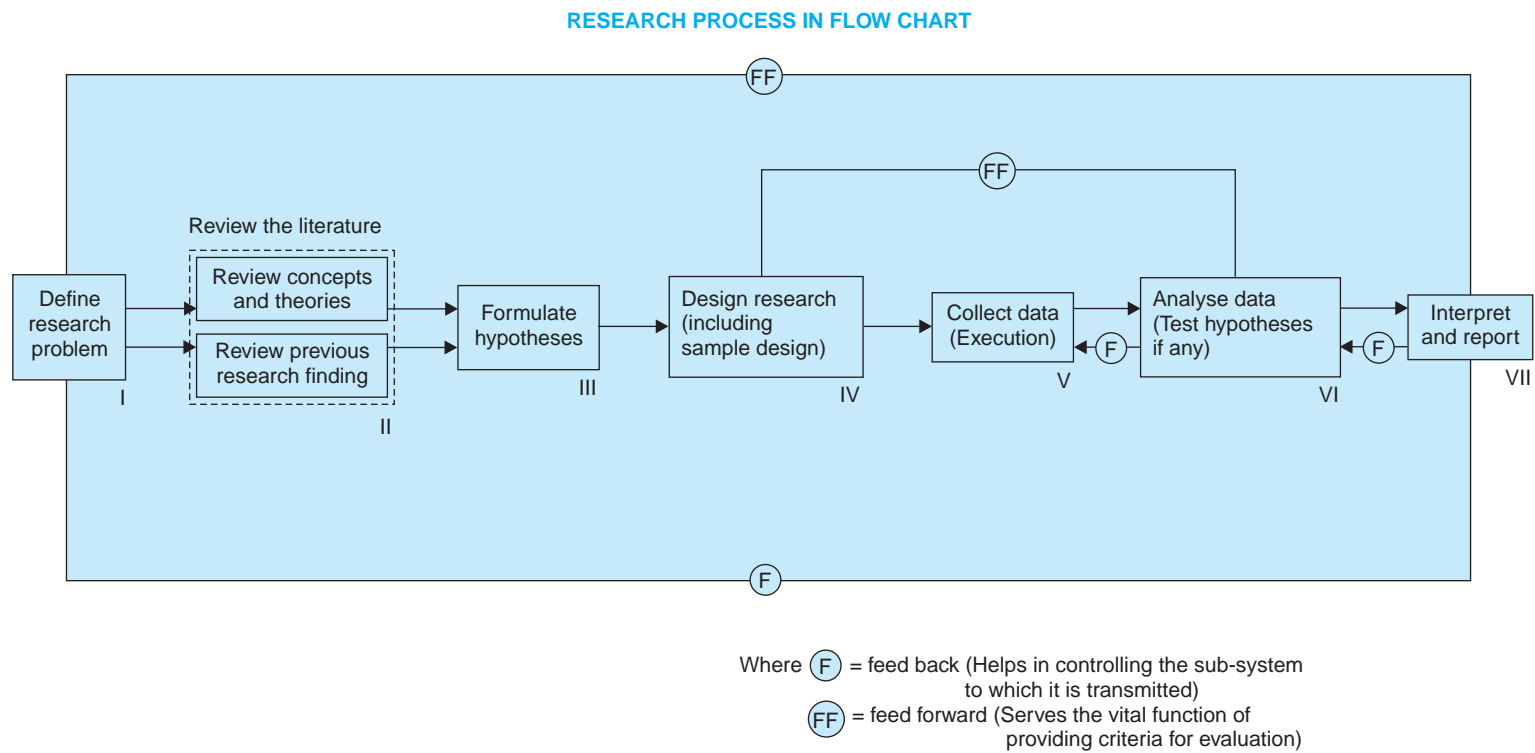 RESEARCH PROCESS IN FLOW CHART
FF
FF
Review the literature
Review concepts
and theories
Review previous
research finding
II
Define
research
problem
I
Formulate
hypotheses
III
Design research
(including
sample design)
IV
Collect data
(Execution)
V
F
Analyse data
(Test hypotheses
if any)
VI
F
Interpret
and report
VII
F
Where F = feed back (Helps in controlling the sub-system
to which it is transmitted)
FF = feed forward (Serves the vital function of
providing criteria for evaluation)